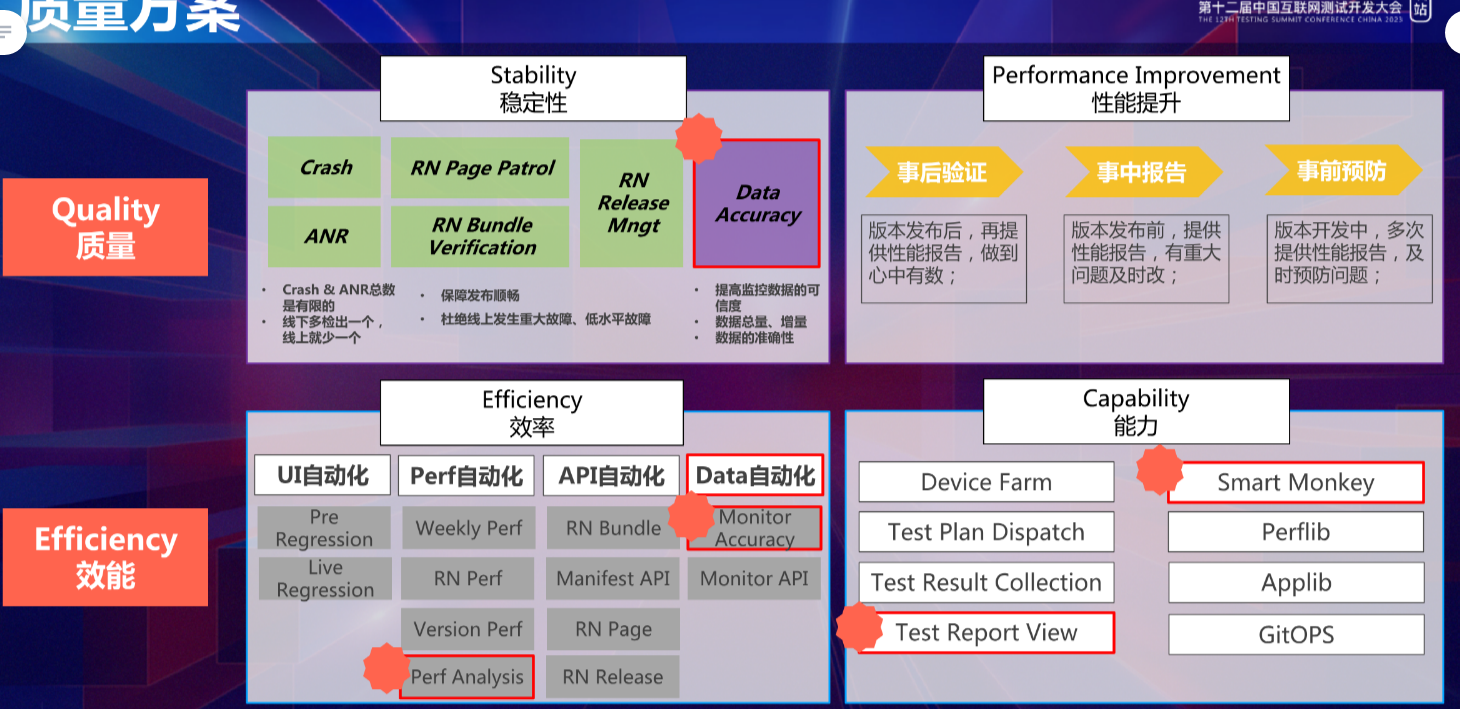 质量方案
第十二届中国互联网测试开发大会
站
THE 12TH TESTING SUMMIT CONFERENCE CHINA 2023
Quality
质量
Stability
稳定性
Crash
ANR
RN Page Patrol
RN Bundle
Verification
RN
Release
Mngt
Data
Accuracy
• Crash & ANR总数
是有限的
• 线下多检出一个，
线上就少一个
• 保障发布顺畅
• 杜绝线上发生重大故障、低水平故障
• 提高监控数据的可
信度
• 数据总量、增量
• 数据的准确性
Performance Improvement
性能提升
事后验证
事中报告
事前预防
版本发布后，再提
供性能报告，做到
心中有数；
版本发布前，提供
性能报告，有重大
问题及时改；
版本开发中，多次
提供性能报告，及
时预防问题；
Efficiency
效能
Efficiency
效率
UI自动化
Pre
Regression
Live
Regression
Perf自动化
Weekly Perf
RN Perf
Version Perf
Perf Analysis
API自动化
RN Bundle
Manifest API
RN Page
RN Release
Data自动化
Monitor
Accuracy
Monitor API
Capability
能力
Device Farm
Test Plan Dispatch
Test Result Collection
Test Report View
Smart Monkey
Perflib
Applib
GitOPS